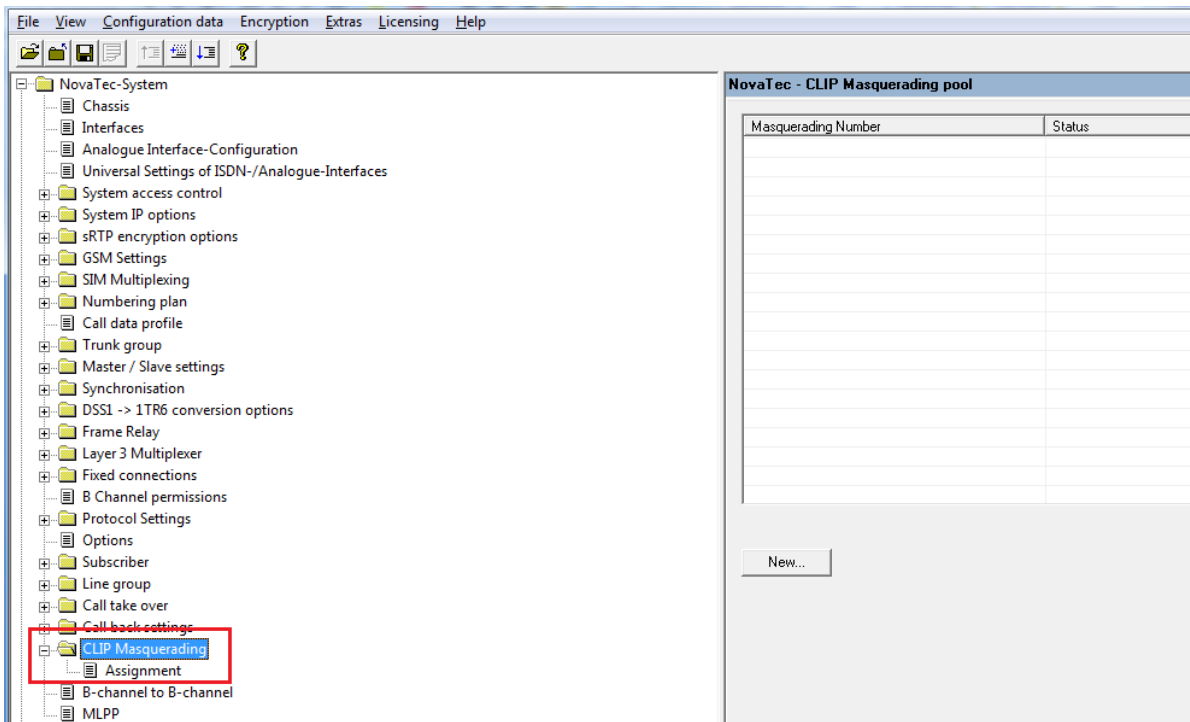 File View Configuration data Encryption Extras Licensing Help
NovaTec-System
Chassis
Interfaces
Analogue Interface-Configuration
Universal Settings of ISDN-/Analogue-Interfaces
System access control
System IP options
sRTP encryption options
GSM Settings
SIM Multiplexing
Numbering plan
Call data profile
Trunk group
Master / Slave settings
Synchronisation
DSS1 -> 1TR6 conversion options
Frame Relay
Layer 3 Multiplexer
Fixed connections
B Channel permissions
Protocol Settings
Options
Subscriber
Line group
Call take over
Call back settings
CLIP Masquerading
Assignment
B-channel to B-channel
MLPP
NovaTec - CLIP Masquerading pool
Masquerading Number Status
New...